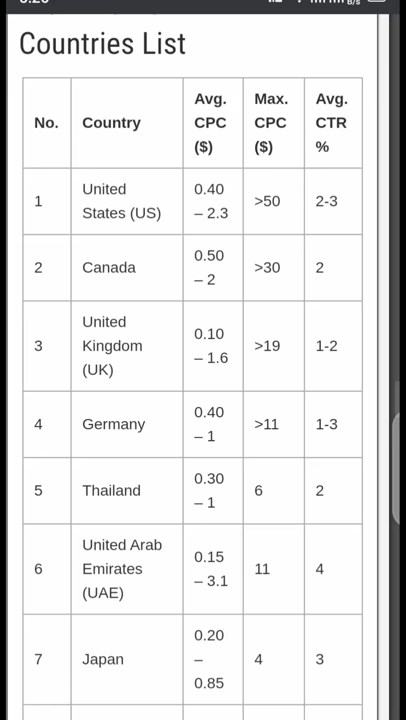 Countries List
No. Country Avg. CPC ($) Max. CPC ($) Avg. CTR %
1 United States (US) 0.40 – 2.3 >50 2-3
2 Canada 0.50 – 2 >30 2
3 United Kingdom (UK) 0.10 – 1.6 >19 1-2
4 Germany 0.40 – 1 >11 1-3
5 Thailand 0.30 – 1 6 2
6 United Arab Emirates (UAE) 0.15 – 3.1 11 4
7 Japan 0.20 – 0.85 4 3